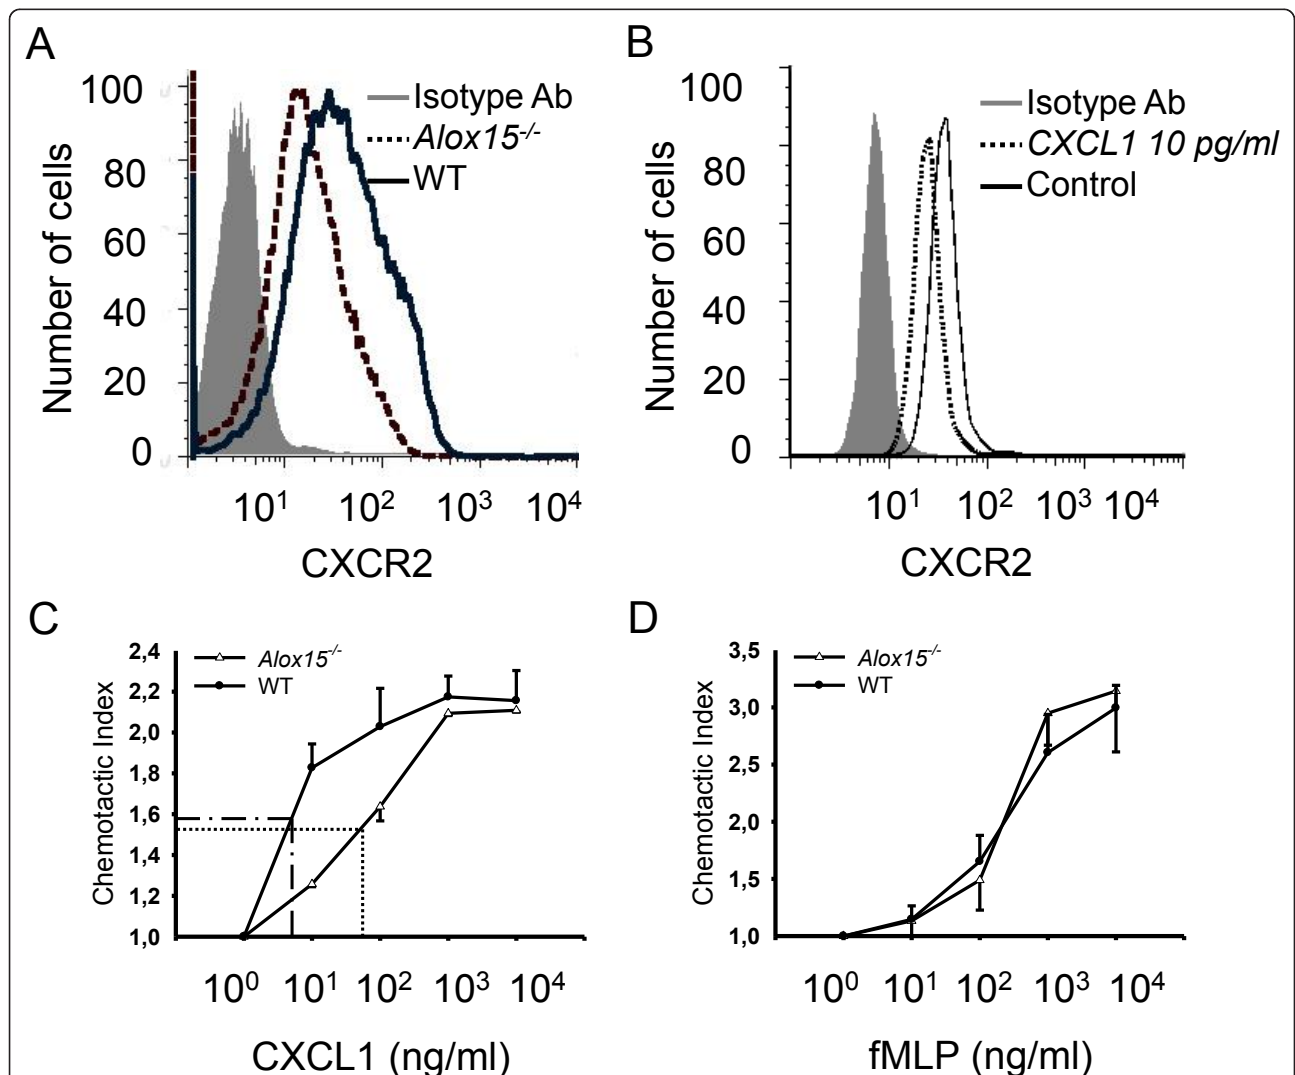 A
Number of cells
100
80
60
40
20
0
Isotype Ab
Alox15-/-
WT
10¹ 10² 10³ 10⁴
CXCR2
B
Number of cells
100
80
60
40
20
0
Isotype Ab
CXCL1 10 pg/ml
Control
10¹ 10² 10³ 10⁴
CXCR2
C
Chemotactic Index
2,4
2,2
2,0
1,8
1,6
1,4
1,2
1,0
Alox15-/-
WT
10⁰ 10¹ 10² 10³ 10⁴
CXCL1 (ng/ml)
D
Chemotactic Index
3,5
3,0
2,5
2,0
1,5
1,0
Alox15-/-
WT
10⁰ 10¹ 10² 10³ 10⁴
fMLP (ng/ml)